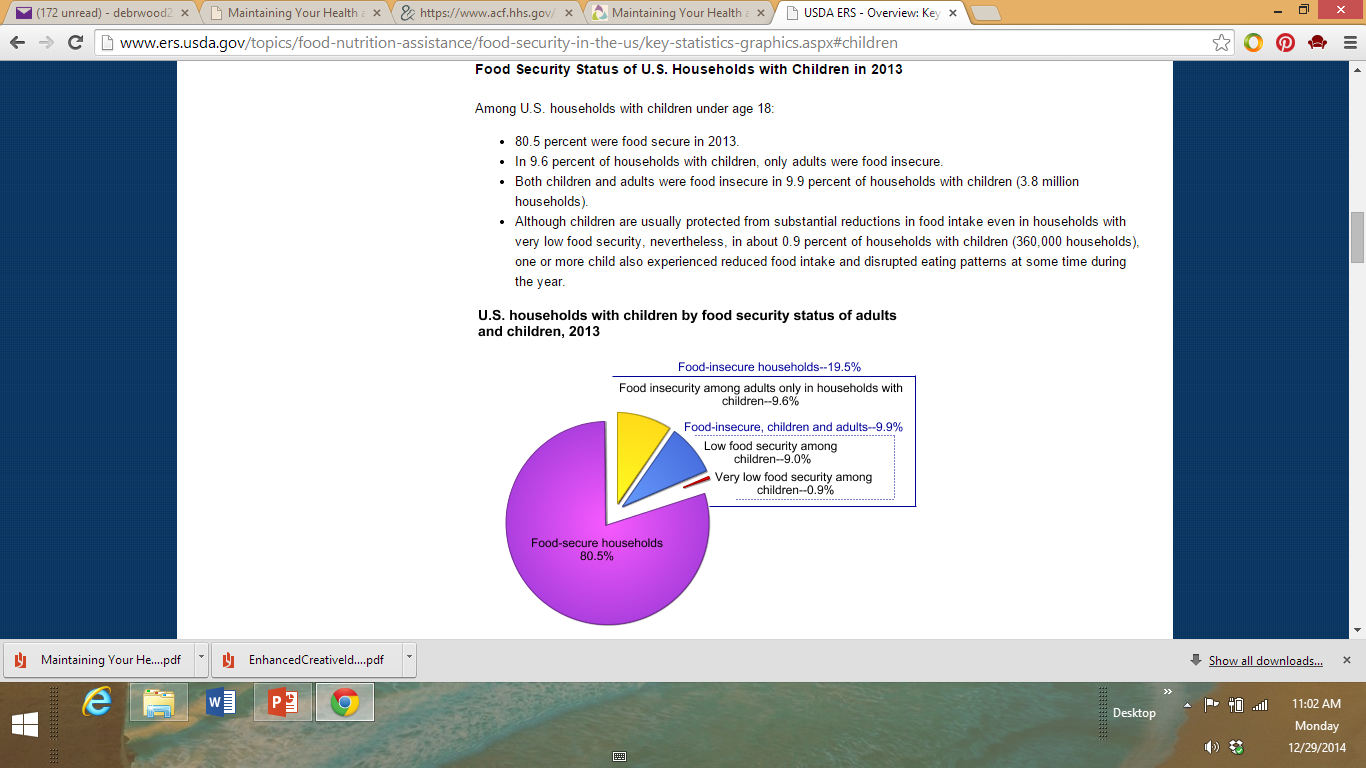 (172 unread) - debrwood2
Maintaining Your Health a
https://www.acf.hhs.gov/
Maintaining Your Health a
USDA ERS - Overview: Key
www.ers.usda.gov/topics/food-nutrition-assistance/food-security-in-the-us/key-statistics-graphics.aspx#children
Food Security Status of U.S. Households with Children in 2013
Among U.S. households with children under age 18:
80.5 percent were food secure in 2013.
In 9.6 percent of households with children, only adults were food insecure.
Both children and adults were food insecure in 9.9 percent of households with children (3.8 million
households).
Although children are usually protected from substantial reductions in food intake even in households with
very low food security, nevertheless, in about 0.9 percent of households with children (360,000 households),
one or more child also experienced reduced food intake and disrupted eating patterns at some time during
the year.
U.S. households with children by food security status of adults
and children, 2013
Food-insecure households--19.5%
Food insecurity among adults only in households with
children--9.6%
Food-insecure, children and adults--9.9%
Low food security among
children--9.0%
Very low food security among
children--0.9%
Food-secure households
80.5%
Maintaining Your He....pdf
EnhancedCreativeId....pdf
Show all downloads...
Desktop
11:02 AM
Monday
12/29/2014